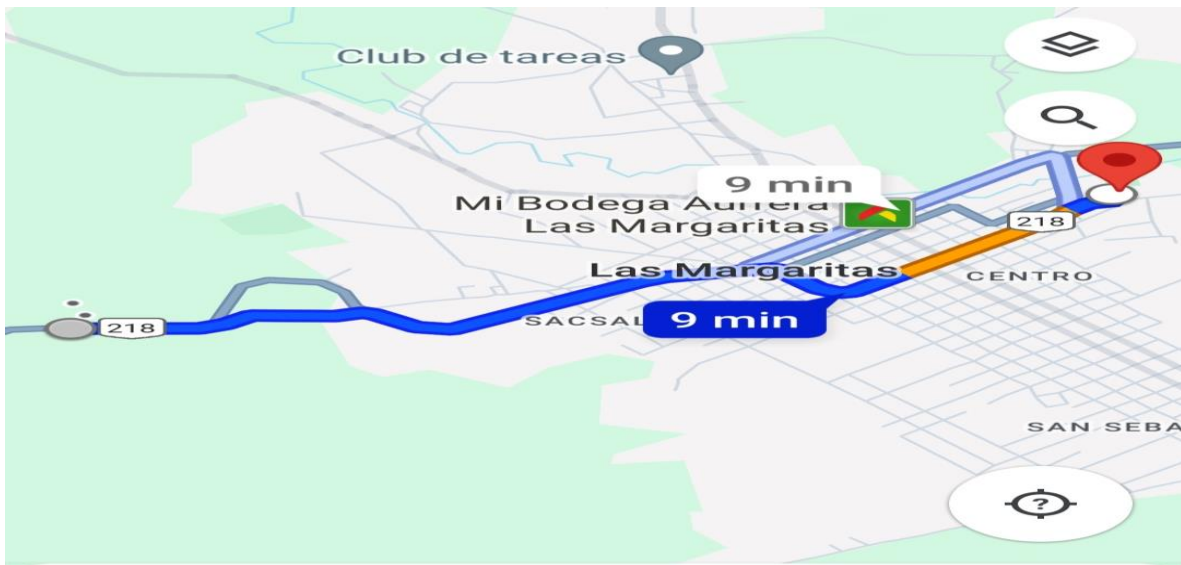 Club de tareas
9 min
Mi Bodega Aurrera
Las Margaritas
218
Las Margaritas
CENTRO
218
SACSAL
9 min
SAN SEBA
?